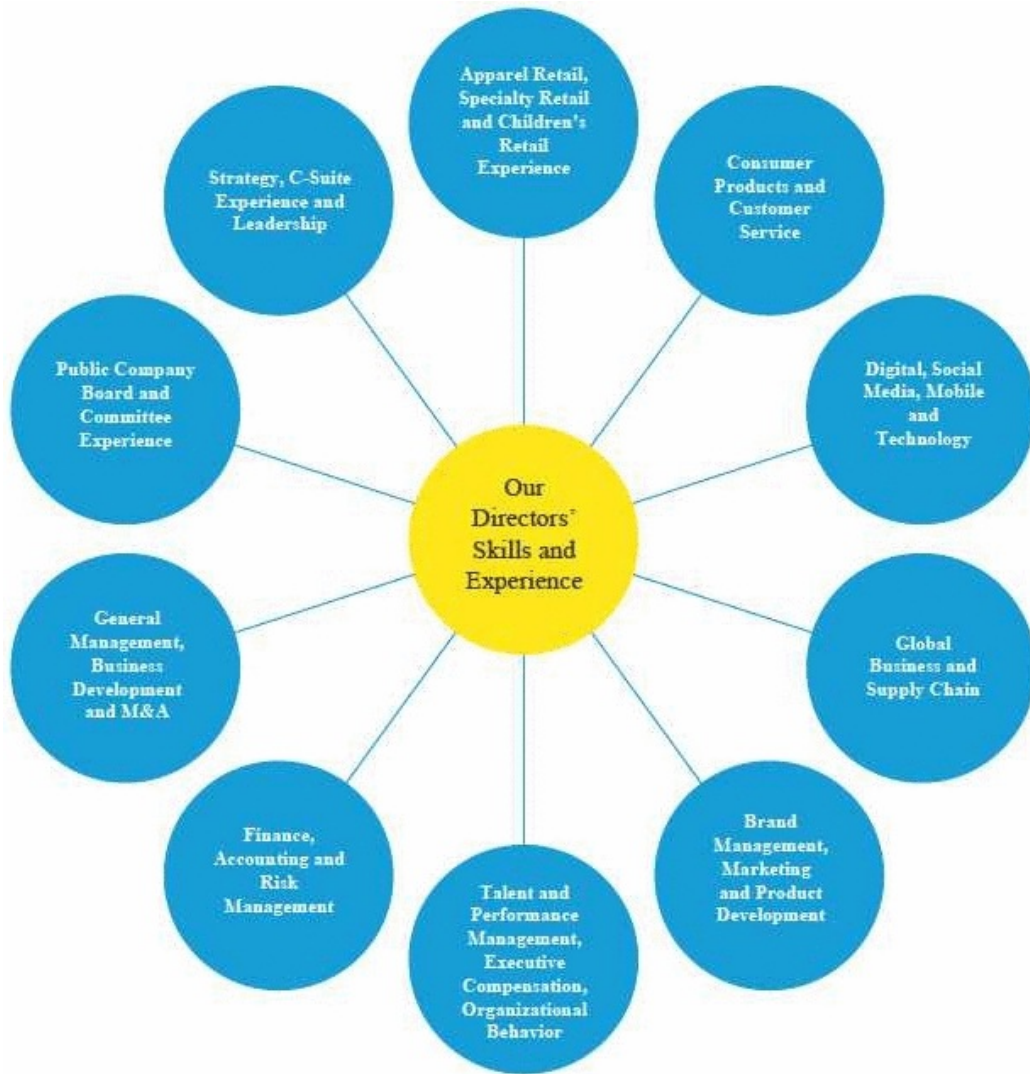 Apparel Retail,
Specialty Retail
and Children's
Retail
Experience
Consumer
Products and
Customer
Service
Digital, Social
Media, Mobile
and
Technology
Global
Business and
Supply Chain
Brand
Management,
Marketing
and Product
Development
Talent and
Performance
Management,
Executive
Compensation,
Organizational
Behavior
Finance,
Accounting and
Risk
Management
General
Management,
Business
Development
and M&A
Public Company
Board and
Committee
Experience
Strategy, C-Suite
Experience and
Leadership
Our
Directors'
Skills and
Experience